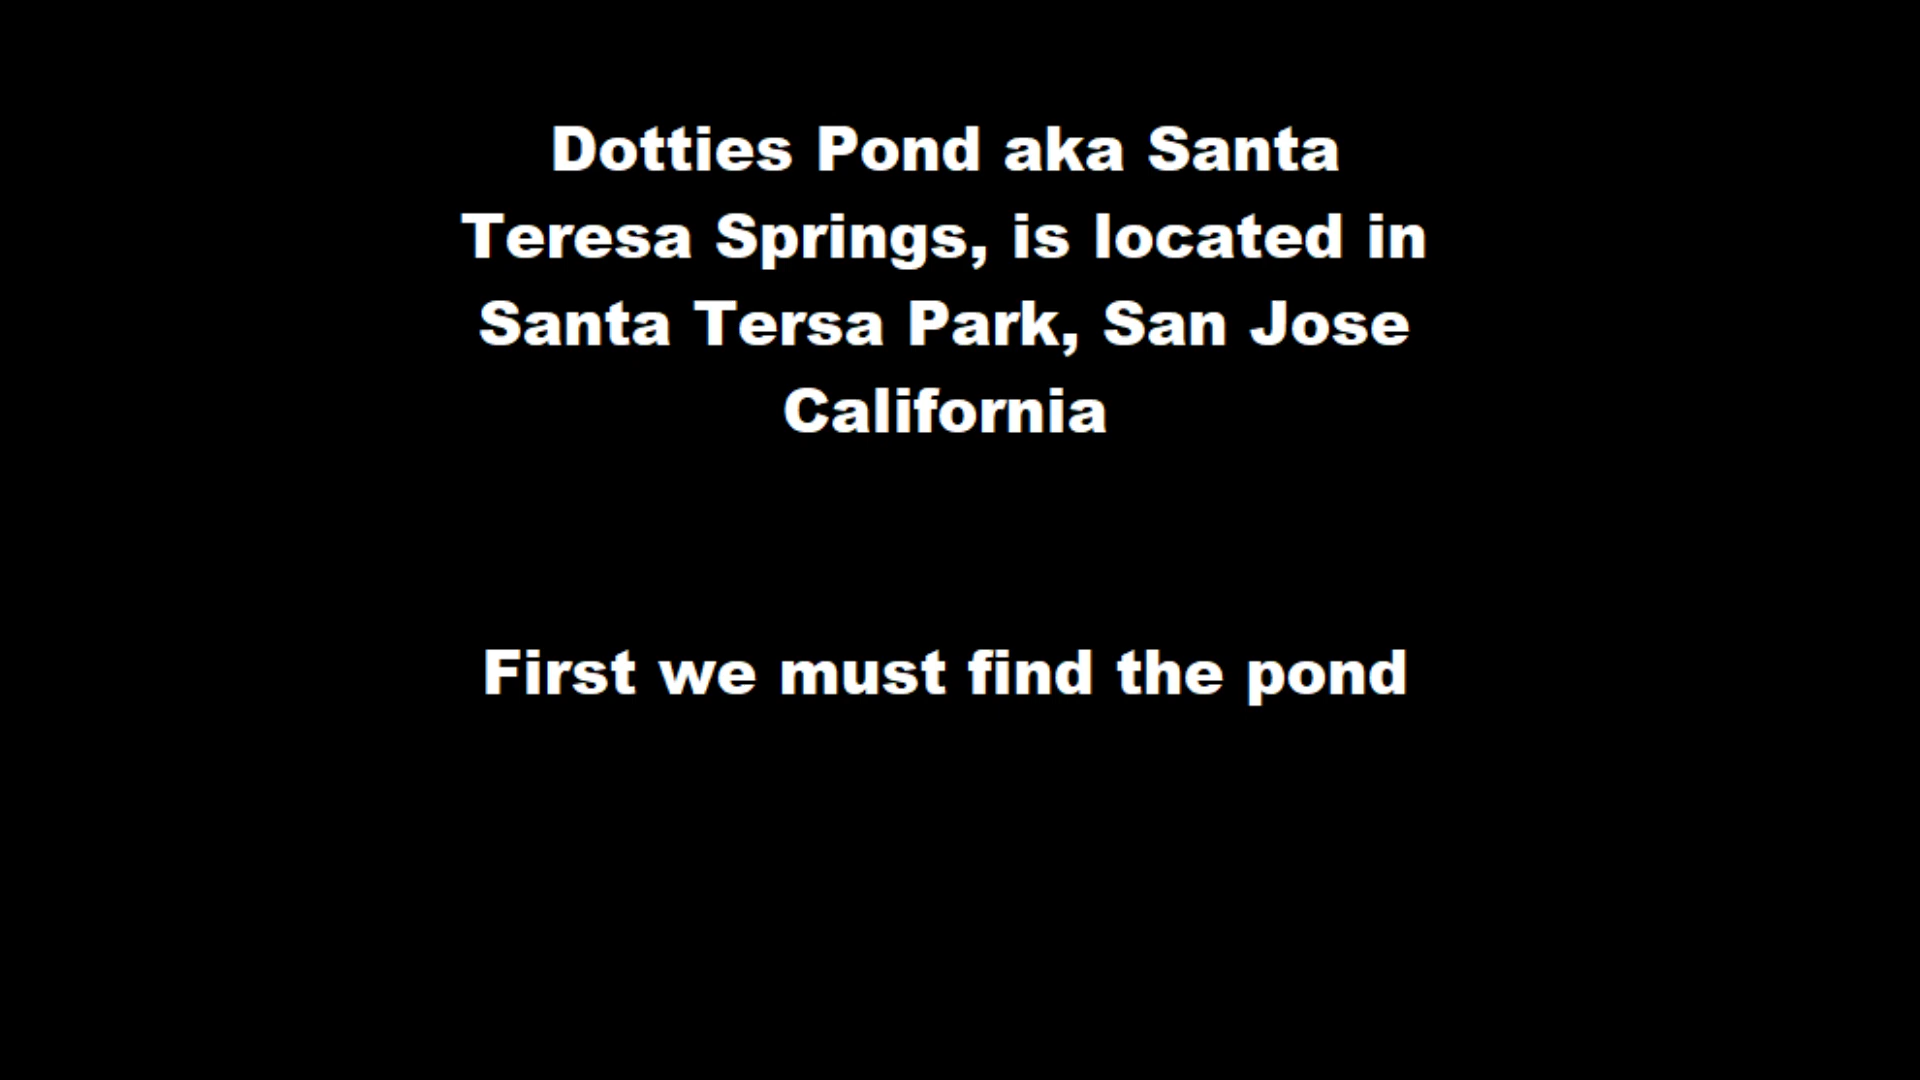 Dotties Pond aka Santa
Teresa Springs, is located in
Santa Tersa Park, San Jose
California
First we must find the pond